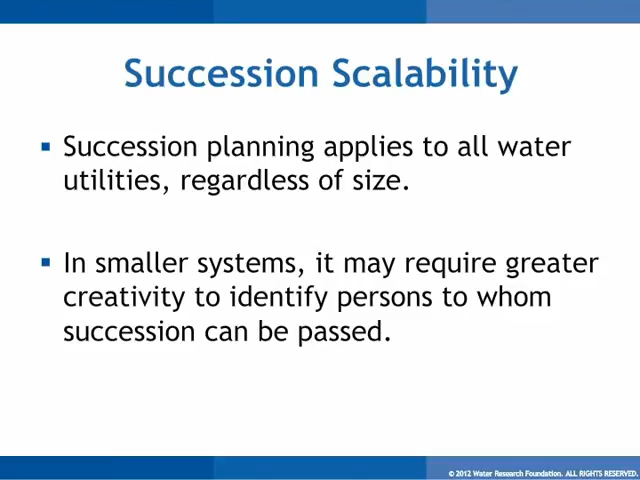 Succession Scalability
▪ Succession planning applies to all water
utilities, regardless of size.
▪ In smaller systems, it may require greater
creativity to identify persons to whom
succession can be passed.
© 2012 Water Research Foundation. ALL RIGHTS RESERVED.